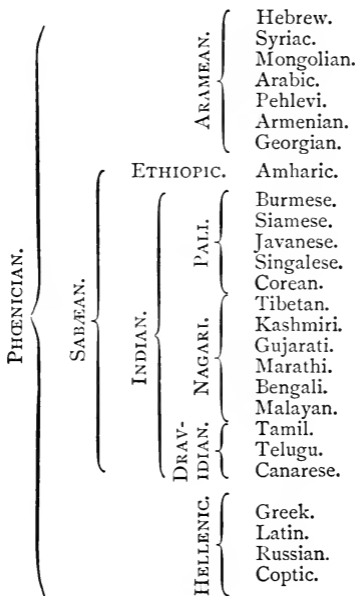 PHŒNICIAN.
ARAMEAN.
Hebrew.
Syriac.
Mongolian.
Arabic.
Pehlevi.
Armenian.
Georgian.
SABÆAN.
ETHIOPIC. Amharic.
INDIAN.
PALI.
Burmese.
Siamese.
Javanese.
Singalese.
Corean.
NAGARI.
Tibetan.
Kashmiri.
Gujarati.
Marathi.
Bengali.
Malayan.
DRAV-
IDIAN.
Tamil.
Telugu.
Canarese.
HELLENIC.
Greek.
Latin.
Russian.
Coptic.